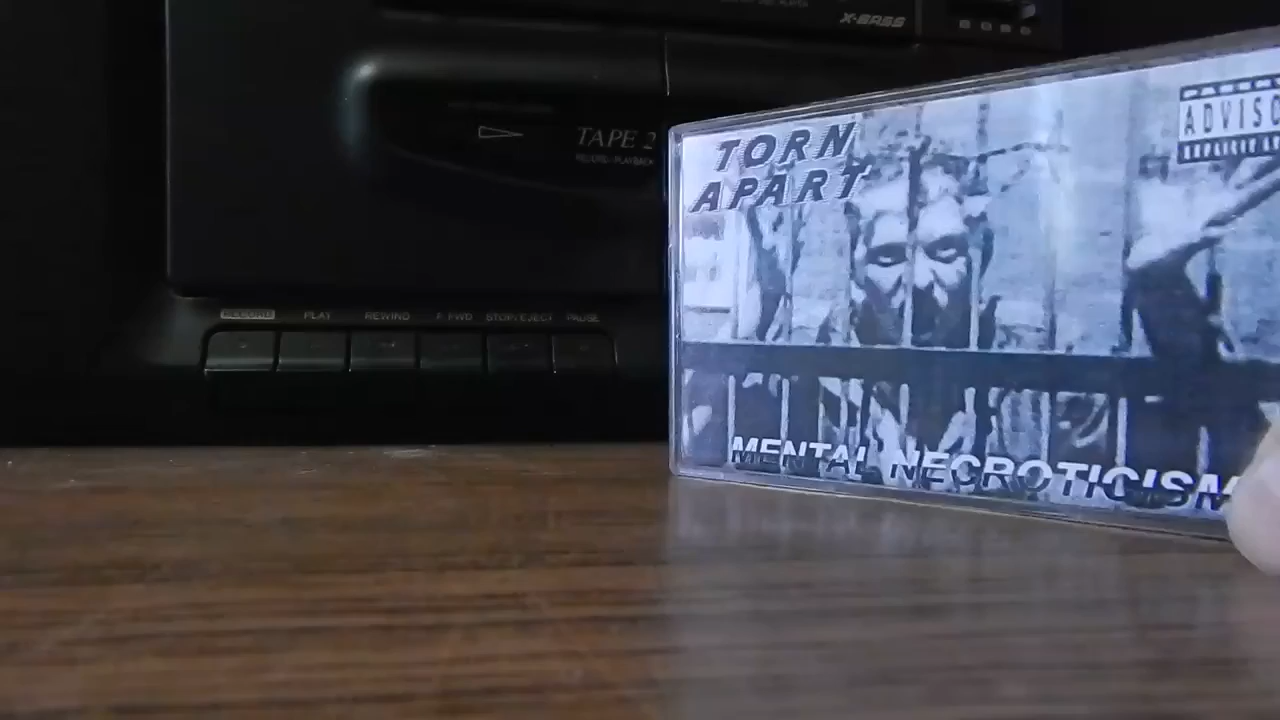 X-BASS
TAPE 2
RECORD/PLAYBACK
RECORD PLAY REWIND F. FWD STOP/EJECT PAUSE
TORN
APART
ADVISO
MENTAL NECROTICISM